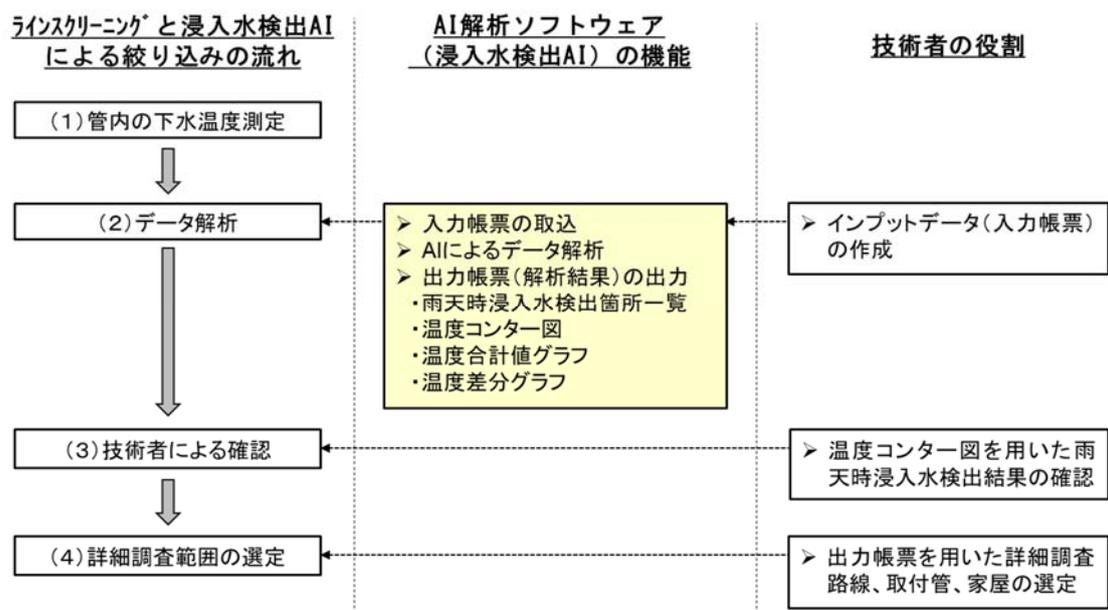 ﾗｲﾝｽｸﾘｰﾆﾝｸﾞと浸入水検出AI
による絞り込みの流れ
(1)管内の下水温度測定
(2)データ解析
(3)技術者による確認
(4)詳細調査範囲の選定
AI解析ソフトウェア
(浸入水検出AI)の機能
➢ 入力帳票の取込
➢ AIによるデータ解析
➢ 出力帳票(解析結果)の出力
・雨天時浸入水検出箇所一覧
・温度コンター図
・温度合計値グラフ
・温度差分グラフ
技術者の役割
➢ インプットデータ(入力帳票)
の作成
➢ 温度コンター図を用いた雨
天時浸入水検出結果の確認
➢ 出力帳票を用いた詳細調査
路線、取付管、家屋の選定